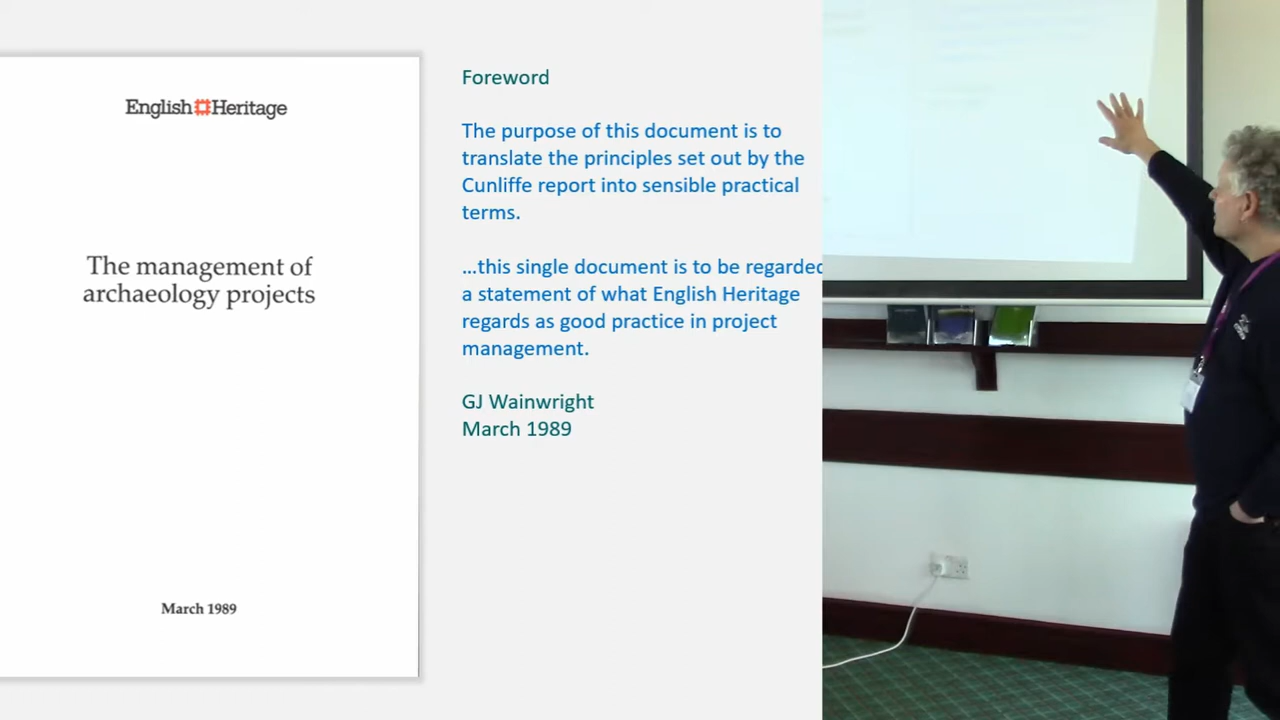 English Heritage
The management of
archaeology projects
March 1989
Foreword
The purpose of this document is to
translate the principles set out by the
Cunliffe report into sensible practical
terms.
...this single document is to be regarded
a statement of what English Heritage
regards as good practice in project
management.
GJ Wainwright
March 1989